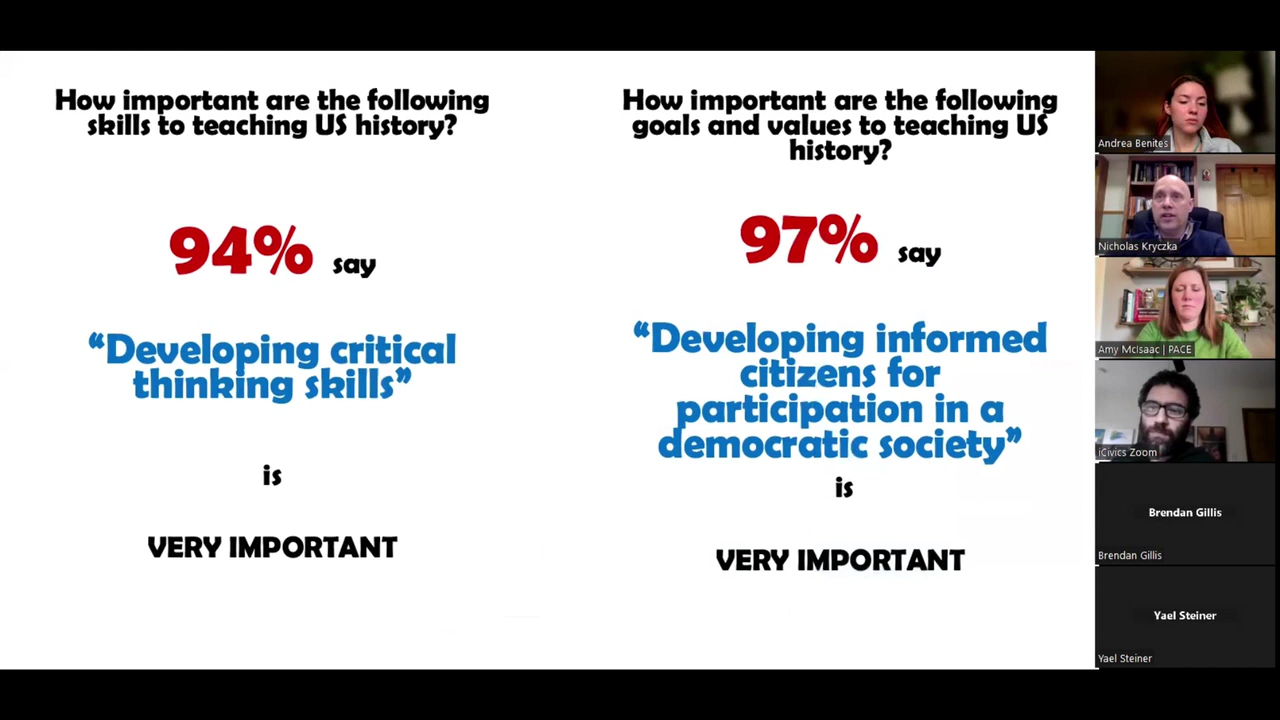 How important are the following
skills to teaching US history?
94% say
“Developing critical
thinking skills”
is
VERY IMPORTANT
How important are the following
goals and values to teaching US
history?
97% say
“Developing informed
citizens for
participation in a
democratic society”
is
VERY IMPORTANT
Andrea Benites
Nicholas Kryczka
Amy McIsaac | PACE
iCivics Zoom
Brendan Gillis
Brendan Gillis
Yael Steiner
Yael Steiner